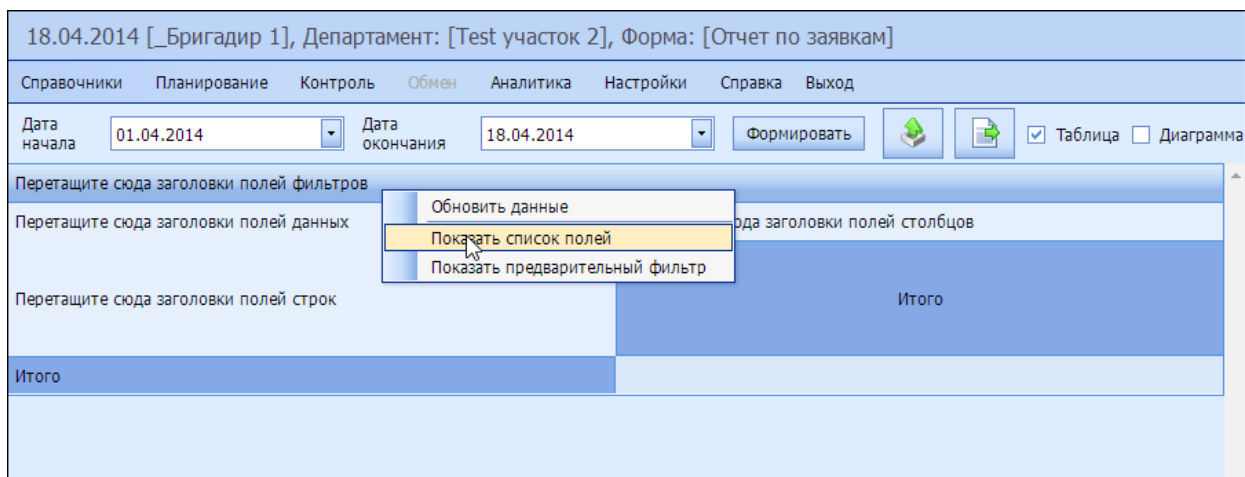 18.04.2014 [_Бригадир 1], Департамент: [Test участок 2], Форма: [Отчет по заявкам]
Справочники Планирование Контроль Обмен Аналитика Настройки Справка Выход
Дата начала 01.04.2014 Дата окончания 18.04.2014 Формировать Таблица Диаграмма
Перетащите сюда заголовки полей фильтров
Обновить данные
Перетащите сюда заголовки полей данных
сюда заголовки полей столбцов
Показать список полей
Показать предварительный фильтр
Перетащите сюда заголовки полей строк
Итого
Итого